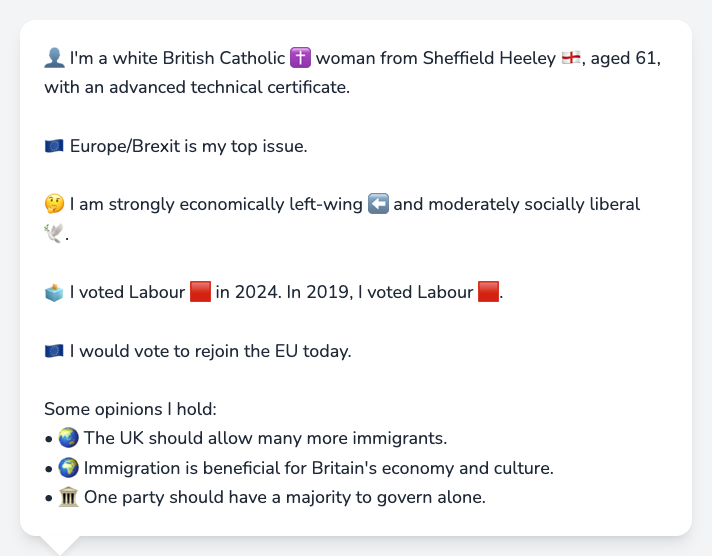 👤 I'm a white British Catholic ✝️ woman from Sheffield Heeley 🏴󠁧󠁢󠁥󠁮󠁧󠁿, aged 61,
with an advanced technical certificate.
🇪🇺 Europe/Brexit is my top issue.
🤔 I am strongly economically left-wing ⬅️ and moderately socially liberal
🕊️.
🗳️ I voted Labour 🟥 in 2024. In 2019, I voted Labour 🟥.
🇪🇺 I would vote to rejoin the EU today.
Some opinions I hold:
• 🌏 The UK should allow many more immigrants.
• 🌍 Immigration is beneficial for Britain's economy and culture.
• 🏛️ One party should have a majority to govern alone.